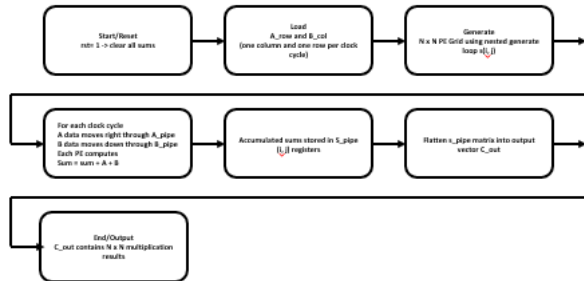 Start/Reset
rst= 1 -> clear all sums
Load
A_row and B_col
(one column and one row per clock
cycle)
Generate
N x N PE Grid using nested generate
loop s(i, j)
For each clock cycle
A data moves right through A_pipe
B data moves down through B_pipe
Each PE computes
Sum = sum + A * B
Accumulated sums stored in S_pipe
[i, j] registers
Flatten s_pipe matrix into output
vector C_out
End/Output
C_out contains N x N multiplication
results